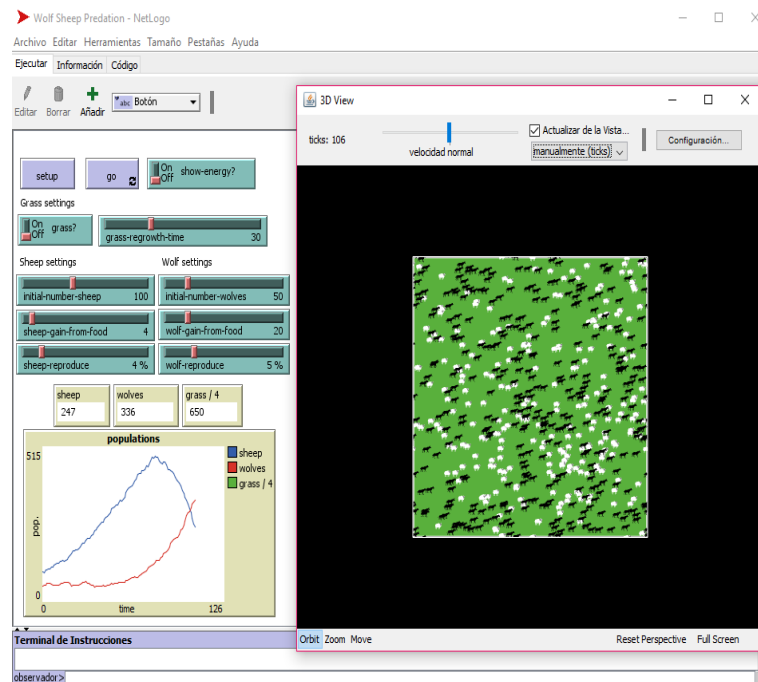 Wolf Sheep Predation - NetLogo
Archivo Editar Herramientas Tamaño Pestañas Ayuda
Ejecutar Información Código
Editar Borrar Añadir
abc Botón
setup
go
On
Off
show-energy?
Grass settings
On
Off
grass?
grass-regrowth-time 30
Sheep settings
Wolf settings
initial-number-sheep 100
initial-number-wolves 50
sheep-gain-from-food 4
wolf-gain-from-food 20
sheep-reproduce 4 %
wolf-reproduce 5 %
sheep
247
wolves
336
grass / 4
650
populations
515
pop.
0
0 time 126
sheep
wolves
grass / 4
Terminal de Instrucciones
observador>
3D View
ticks: 106
velocidad normal
Actualizar de la Vista...
manualmente (ticks)
Configuración...
Orbit Zoom Move
Reset Perspective Full Screen